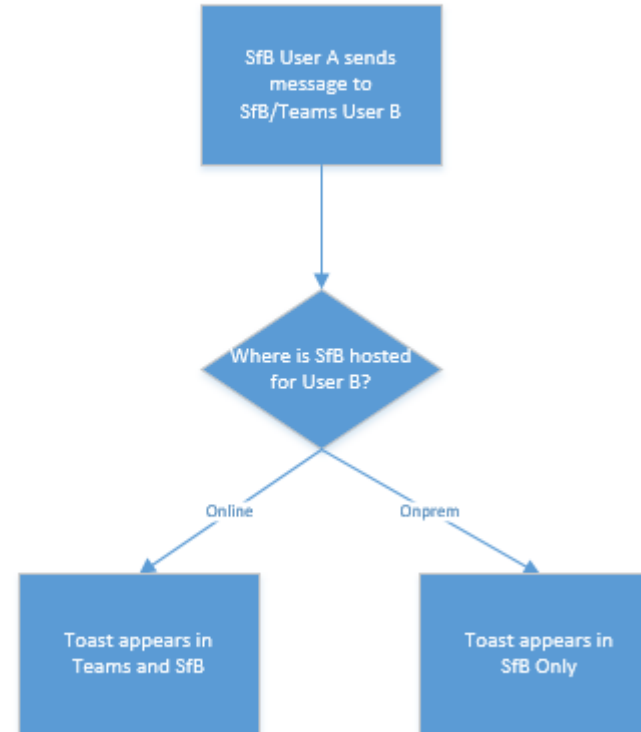 SfB User A sends
message to
SfB/Teams User B
Where is SfB hosted
for User B?
Online
Onprem
Toast appears in
Teams and SfB
Toast appears in
SfB Only